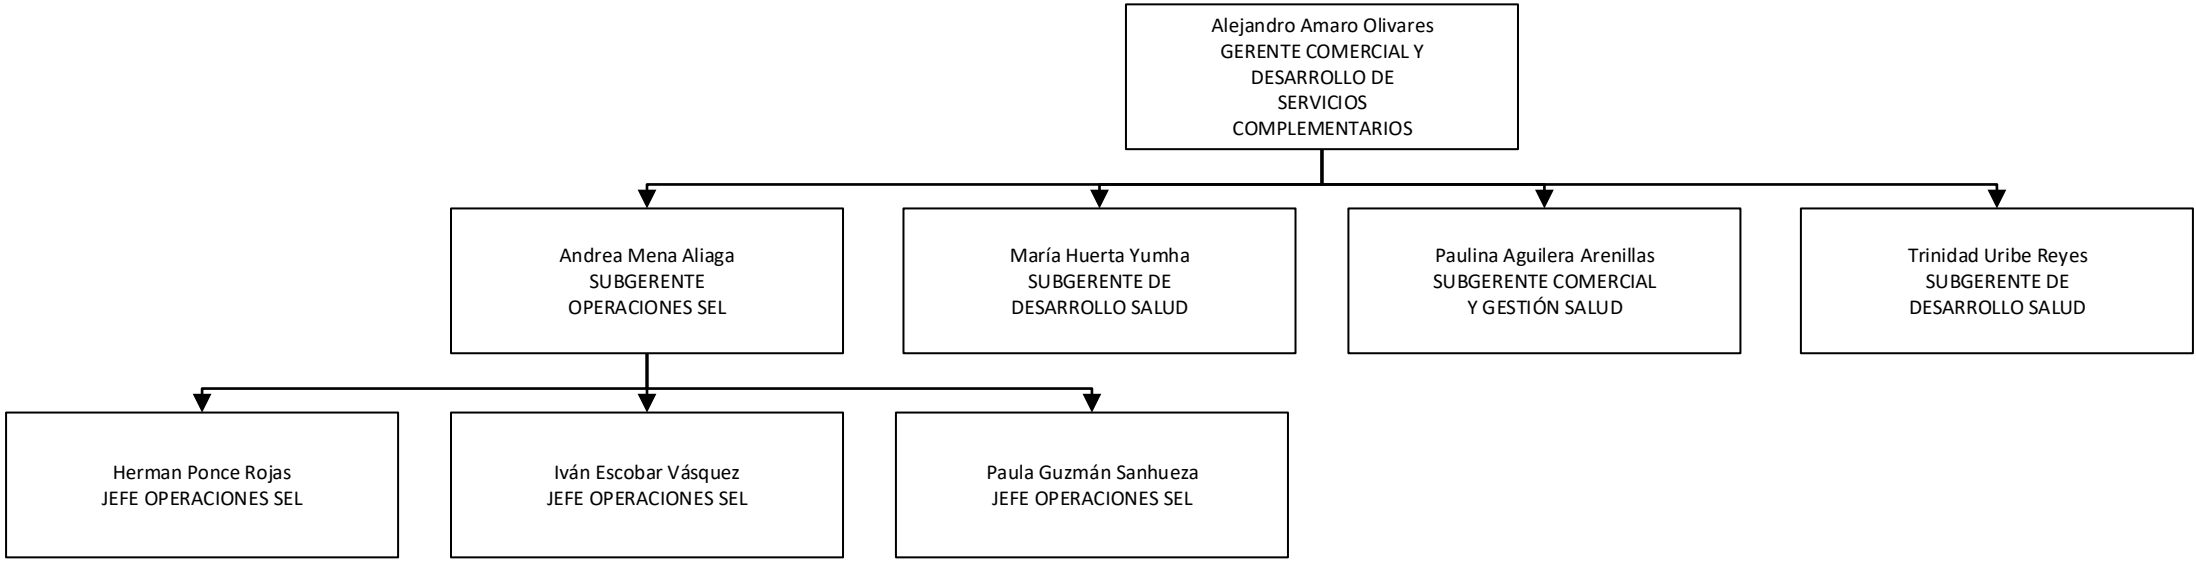 Alejandro Amaro Olivares
GERENTE COMERCIAL Y
DESARROLLO DE
SERVICIOS
COMPLEMENTARIOS
Andrea Mena Aliaga
SUBGERENTE
OPERACIONES SEL
María Huerta Yumha
SUBGERENTE DE
DESARROLLO SALUD
Paulina Aguilera Arenillas
SUBGERENTE COMERCIAL
Y GESTIÓN SALUD
Trinidad Uribe Reyes
SUBGERENTE DE
DESARROLLO SALUD
Herman Ponce Rojas
JEFE OPERACIONES SEL
Iván Escobar Vásquez
JEFE OPERACIONES SEL
Paula Guzmán Sanhueza
JEFE OPERACIONES SEL